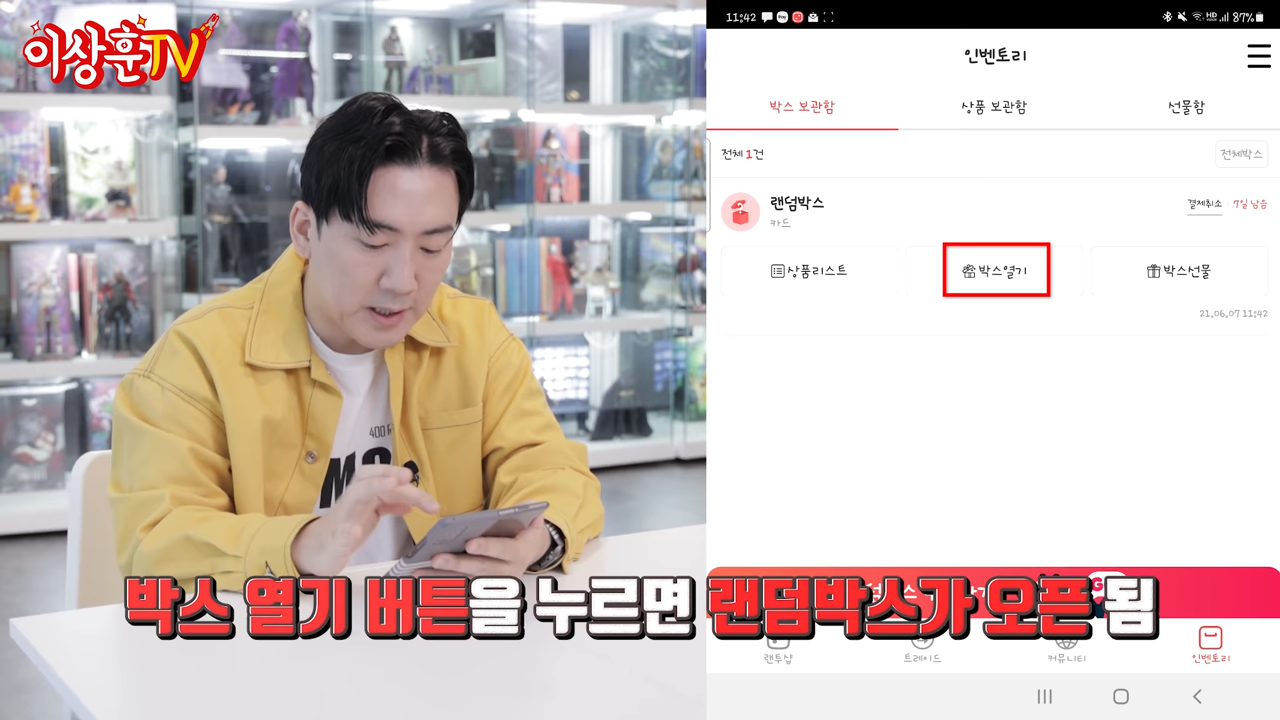 이상훈TV
400
11:42
HD
87%
인벤토리
박스 보관함
상품 보관함
선물함
전체 1건
전체박스
랜덤박스
카드
결제취소
7일 남음
상품리스트
박스열기
박스선물
21.06.07 11:42
박스 열기 버튼을 누르면 랜덤박스가 오픈 됨
랜투샵
트레이드
커뮤니티
인벤토리